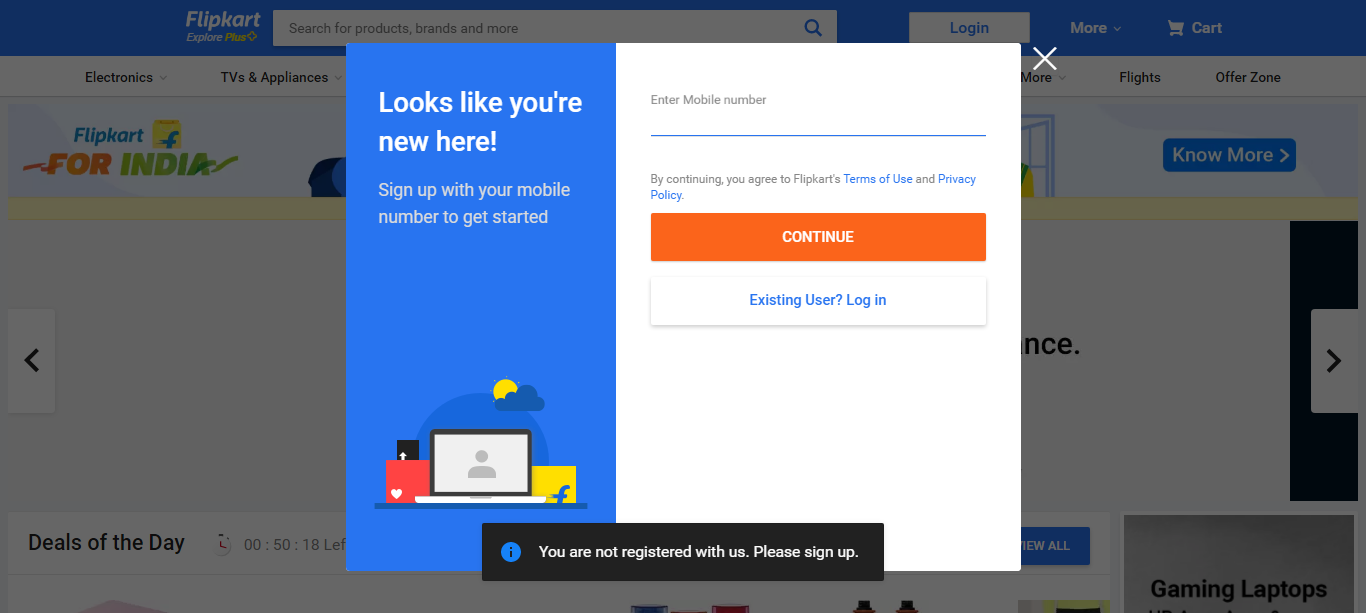 Flipkart
Explore Plus
Search for products, brands and more
Login
More
Cart
Electronics
TVs & Appliances
More
Flights
Offer Zone
Flipkart
FOR INDIA
Know More
Looks like you're
new here!
Sign up with your mobile
number to get started
Enter Mobile number
By continuing, you agree to Flipkart's Terms of Use and Privacy
Policy.
CONTINUE
Existing User? Log in
Deals of the Day
00 : 50 : 18 Lef
VIEW ALL
You are not registered with us. Please sign up.
Gaming Laptops